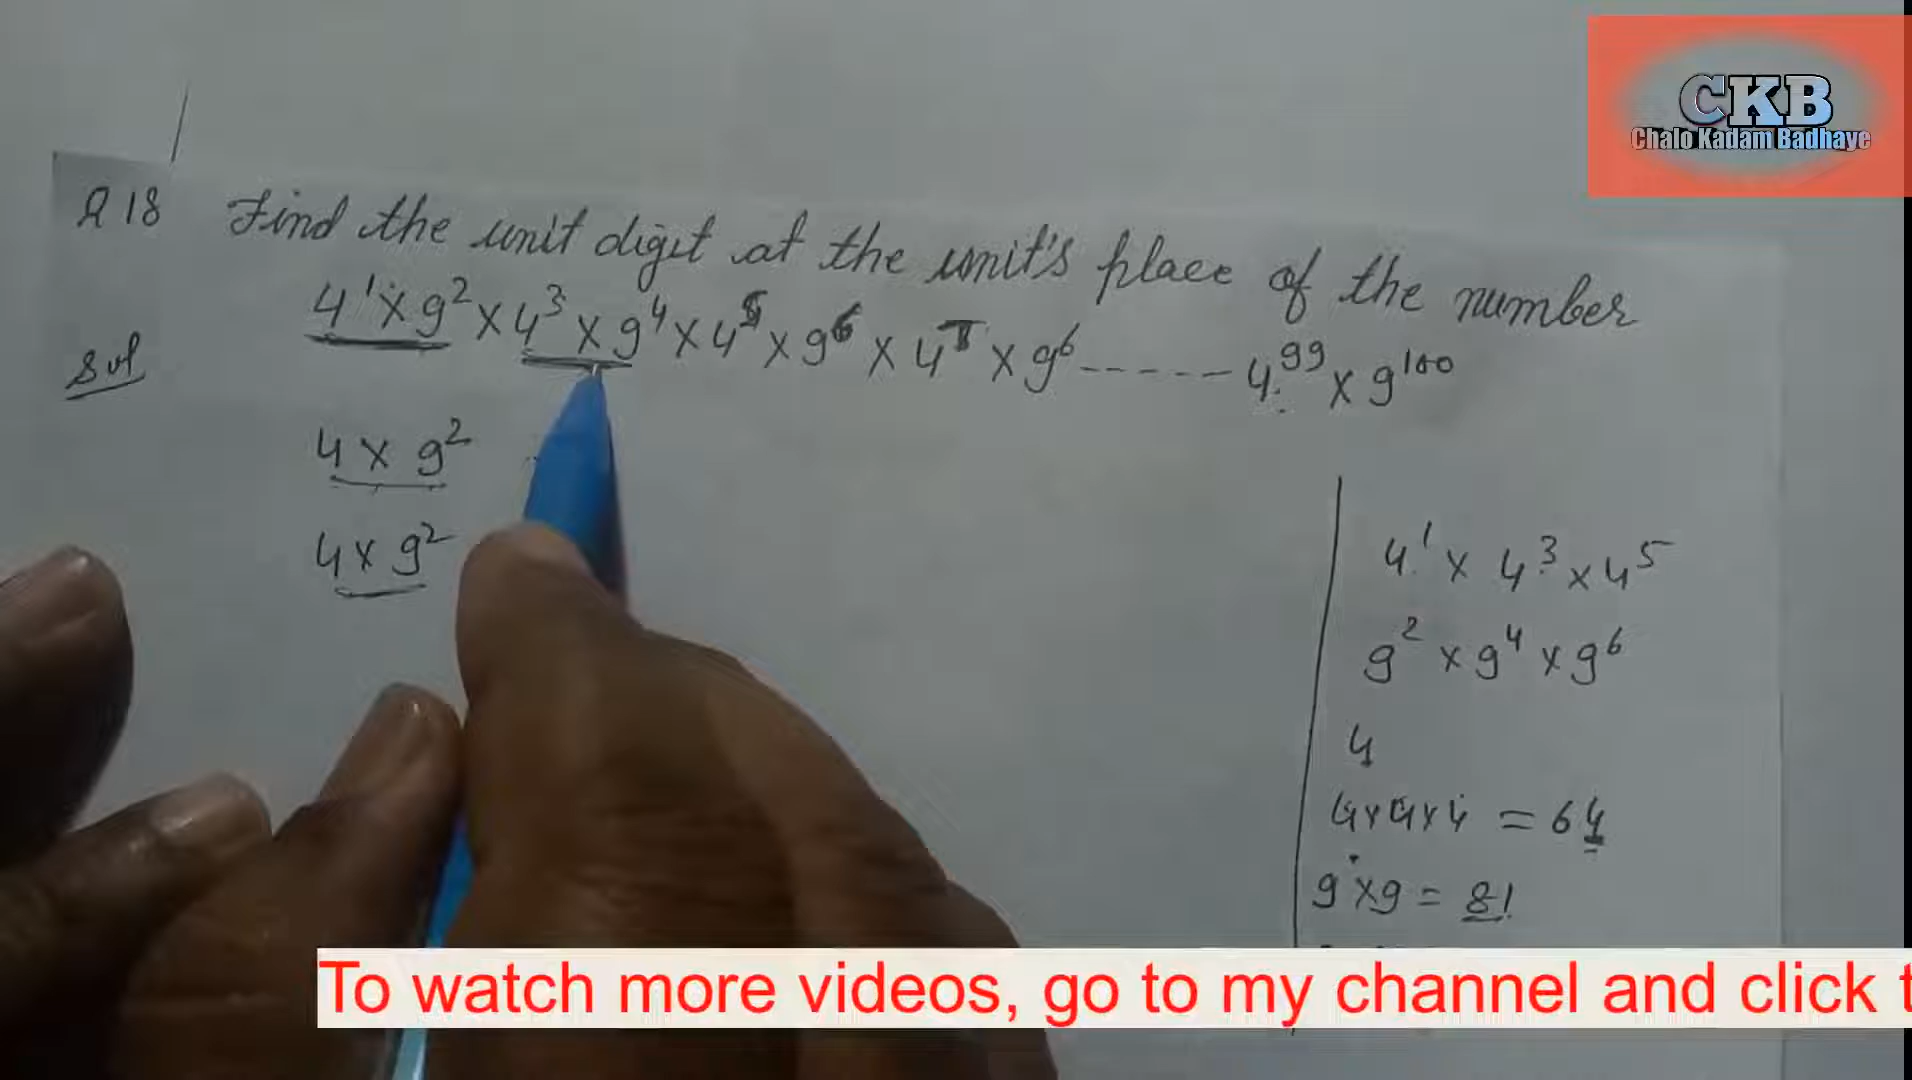 CKB
Chalo Kadam Badhaye
Q 18 Find the unit digit at the unit's place of the number
4¹ × 9² × 4³ × 9⁴ × 4⁵ × 9⁶ × 4⁷ × 9⁶ ------ 4⁹⁹ × 9¹⁰⁰
Sol
4 × 9²
4 × 9²
4¹ × 4³ × 4⁵
9² × 9⁴ × 9⁶
4
4×4×4 = 64
9×9 = 81
To watch more videos, go to my channel and click